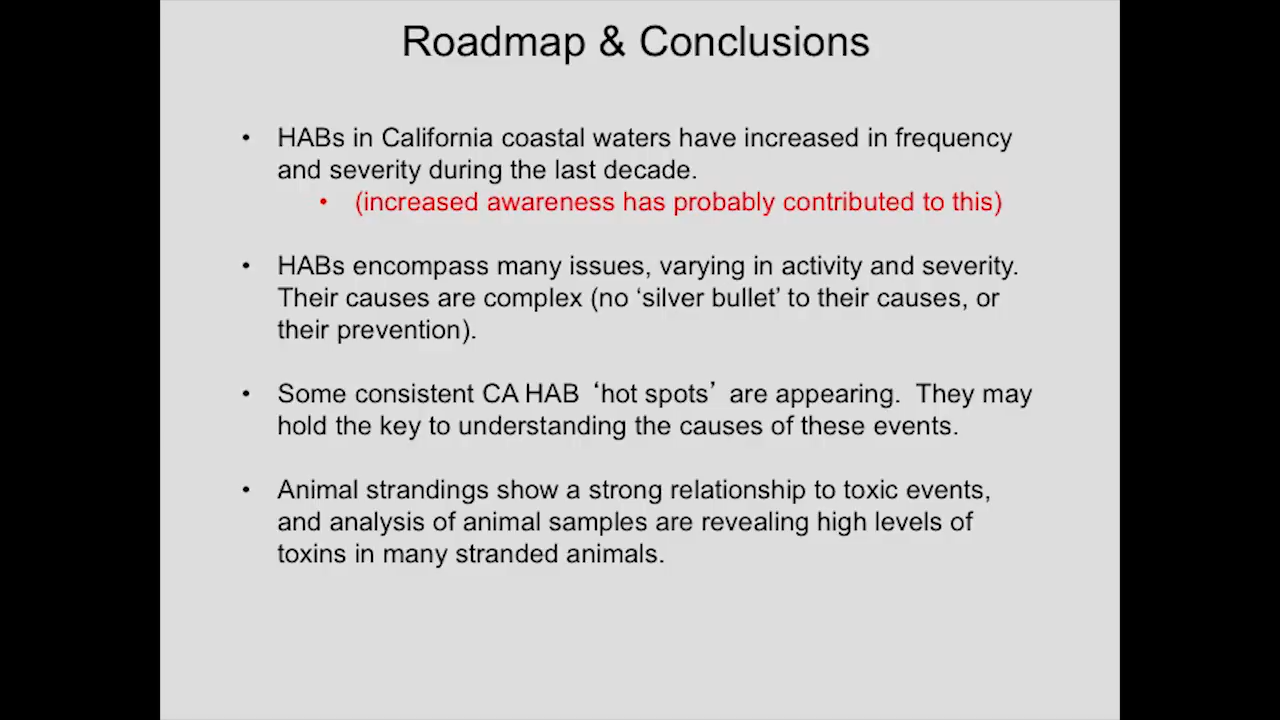 Roadmap & Conclusions
• HABs in California coastal waters have increased in frequency
and severity during the last decade.
• (increased awareness has probably contributed to this)
• HABs encompass many issues, varying in activity and severity.
Their causes are complex (no ‘silver bullet’ to their causes, or
their prevention).
• Some consistent CA HAB ‘hot spots’ are appearing. They may
hold the key to understanding the causes of these events.
• Animal strandings show a strong relationship to toxic events,
and analysis of animal samples are revealing high levels of
toxins in many stranded animals.